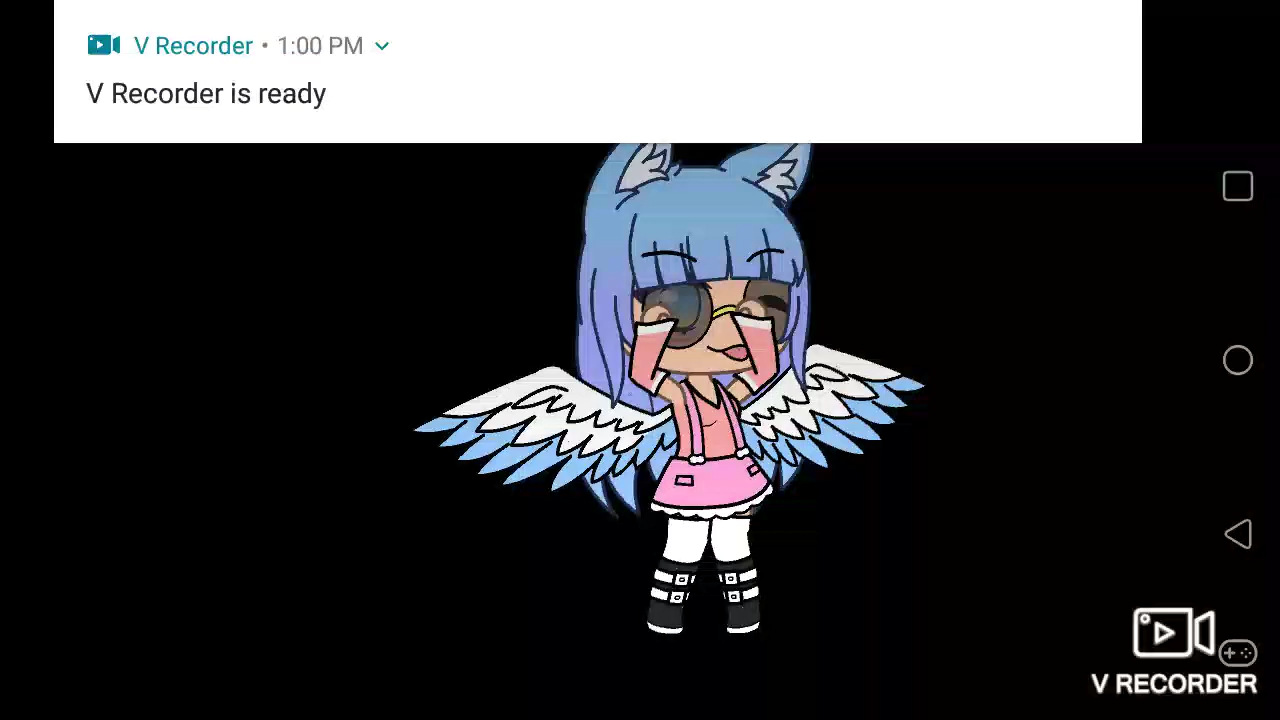 V Recorder • 1:00 PM
V Recorder is ready
V RECORDER